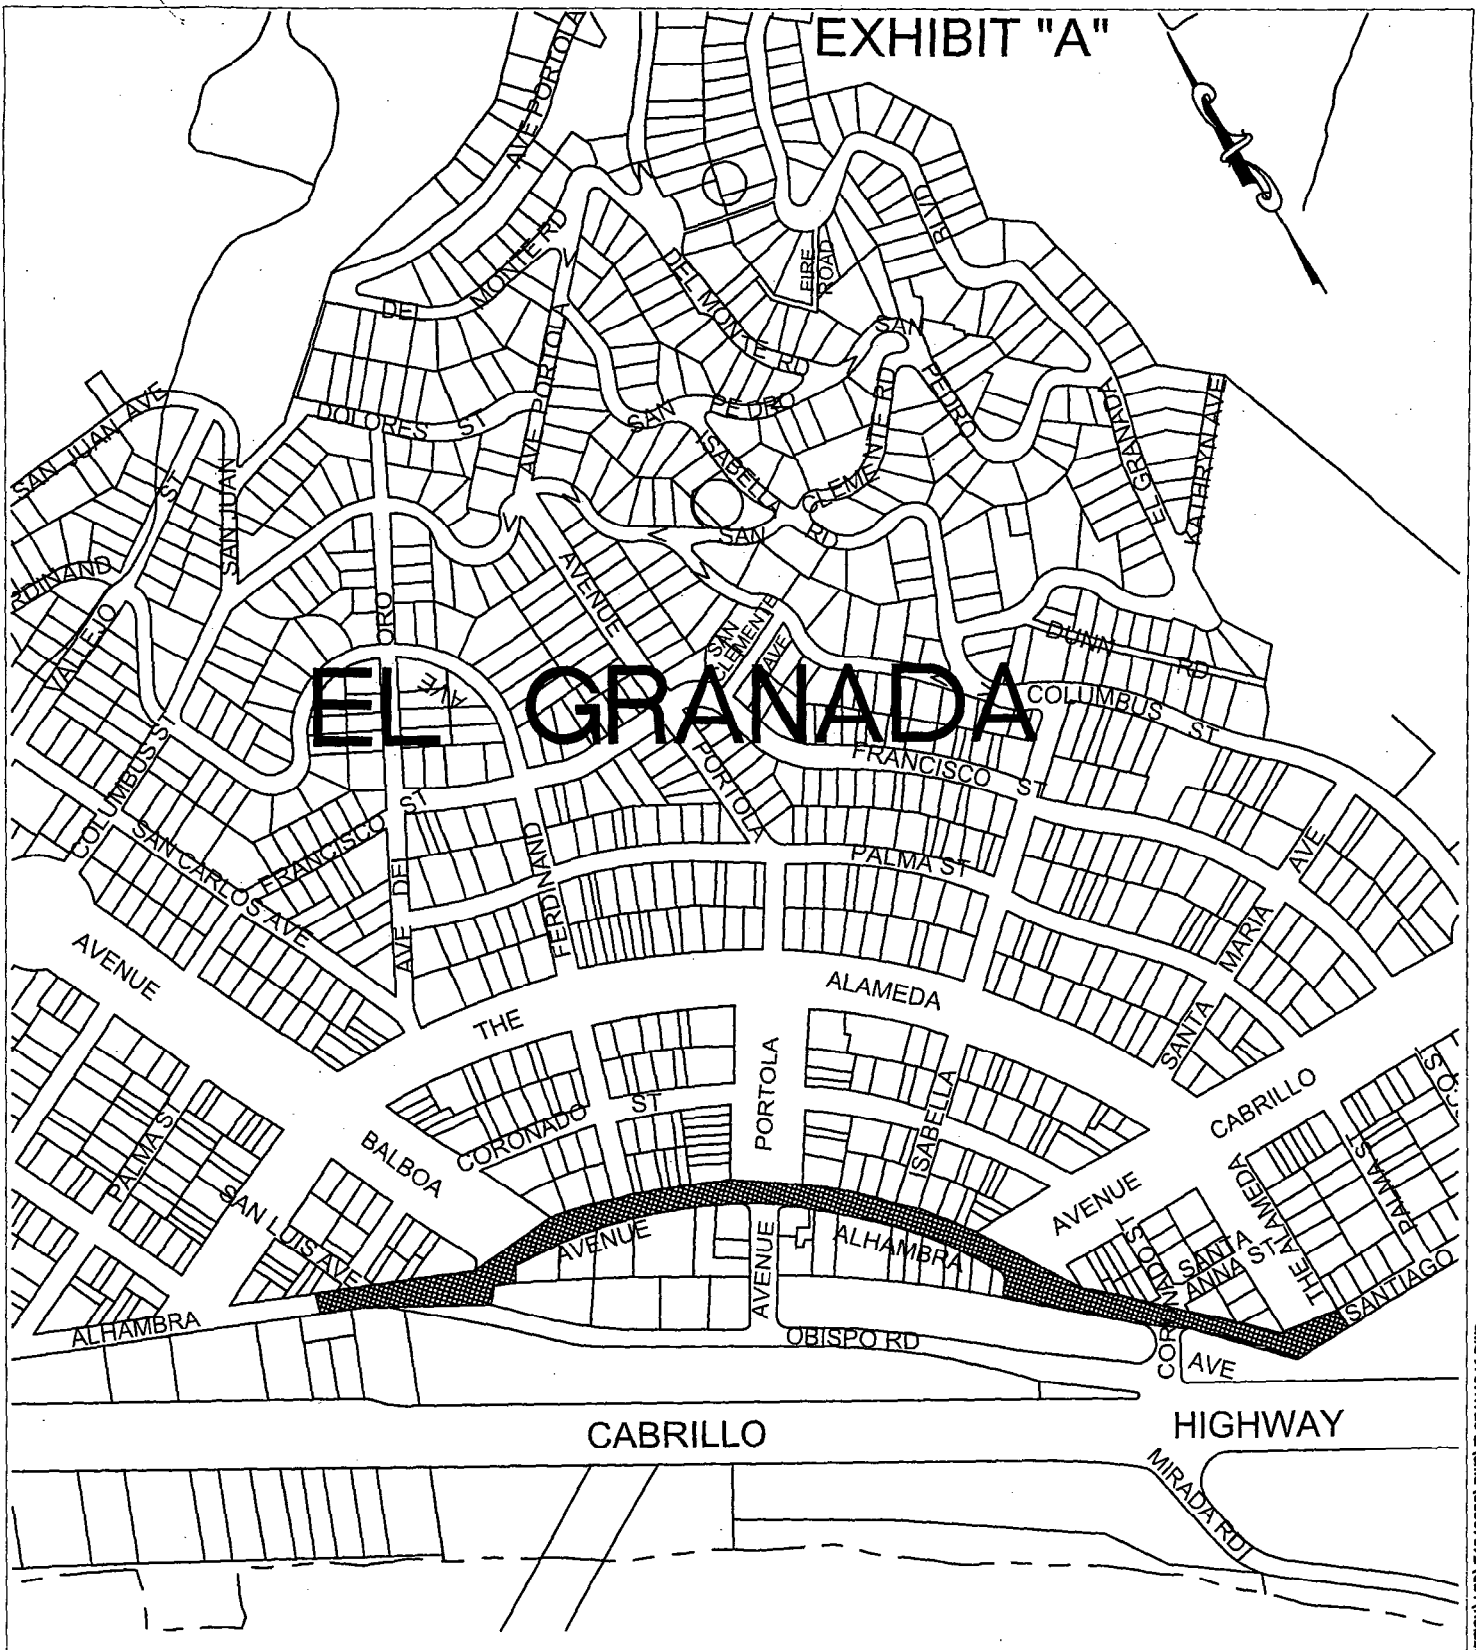 EXHIBIT "A"
AVE PORTOLA
N
BLVD
DEL MONTE RD
FIRE ROAD
DEL MONTE RD
DEL
SAN
AVE PORTOLA
SAN PEDRO
PEDRO
SAN JUAN AVE
DOLORES ST
EL GRANADA
KATHRYN AVE
ISABELLA
CLEMENTE RD
SAN JUAN
ST
SAN
RD
EL GRANADA
RDINAND
AVENUE
ORO
VALLEJO
SAN CLEMENTE
AVE
DUNN RD
AVE
EL GRANADA
COLUMBUS ST
COLUMBUS ST
PORTOLA
FRANCISCO ST
FRANCISCO ST
SAN CARLOS AVE
FERDINAND
PALMA ST
AVE
AVE DEL
MARIA
AVENUE
ALAMEDA
THE
SANTA
PORTOLA
ISABELLA
CABRILLO
CORONADO ST
PALMA S
BALBOA
PALMA ST
SAN LUIS AVE
AVENUE
THE ALAMEDA
AVENUE
AVENUE
ALHAMBRA
CORONADO ST
SANTA ANNA ST
SANTIAGO
ALHAMBRA
OBISPO RD
AVE
CABRILLO HIGHWAY
MIRADA RD